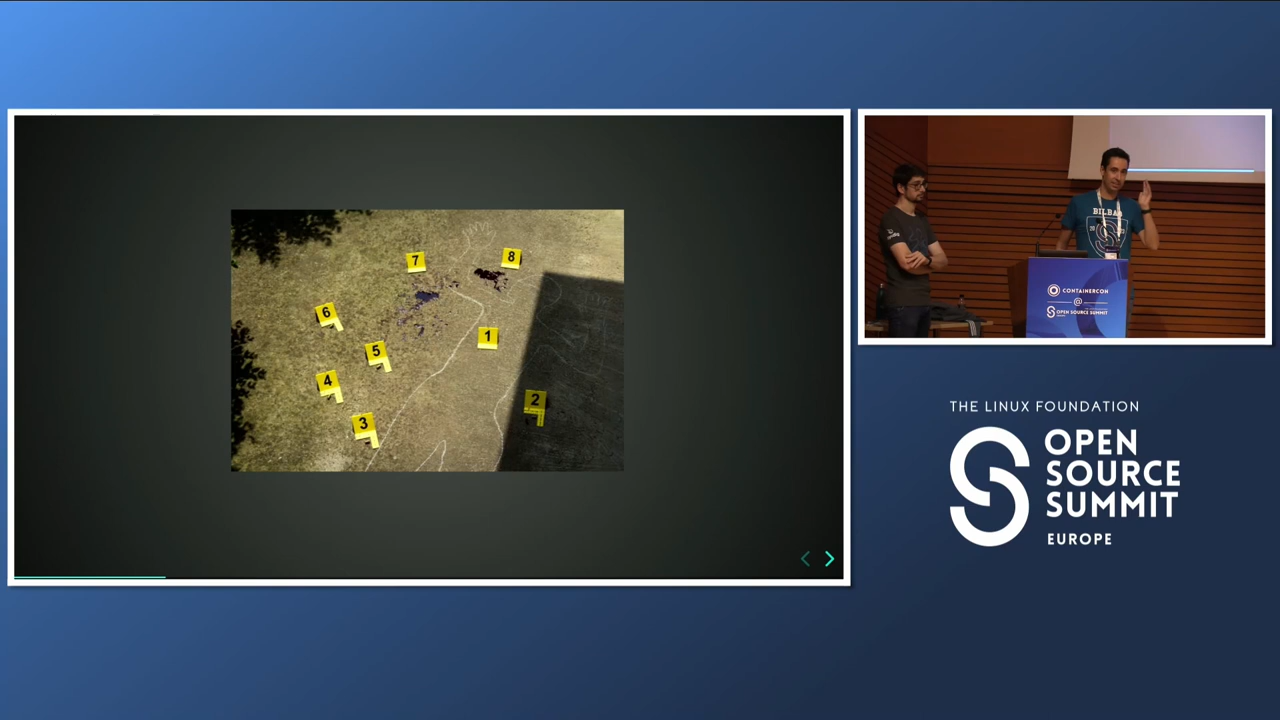 7
8
6
1
5
4
2
3
BILBAO
CONTAINERCON
@
OPEN SOURCE SUMMIT
THE LINUX FOUNDATION
OPEN
SOURCE
SUMMIT
EUROPE